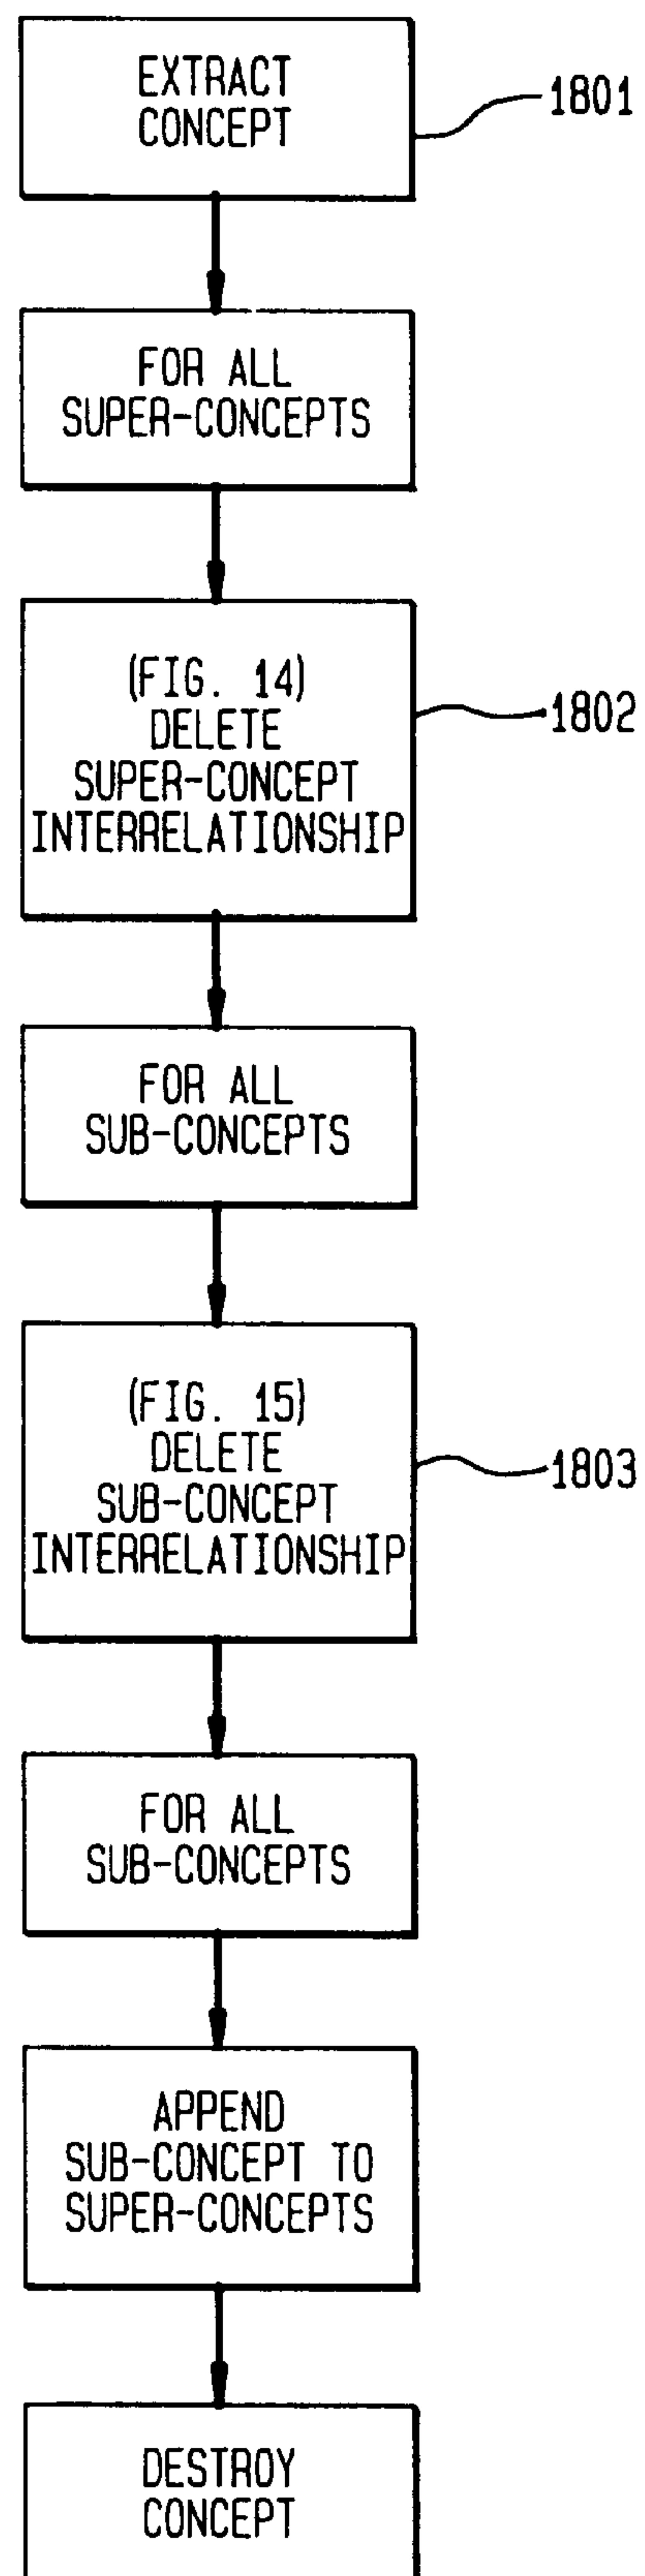 EXTRACT
CONCEPT
1801
FOR ALL
SUPER-CONCEPTS
(FIG. 14)
DELETE
SUPER-CONCEPT
INTERRELATIONSHIP
1802
FOR ALL
SUB-CONCEPTS
(FIG. 15)
DELETE
SUB-CONCEPT
INTERRELATIONSHIP
1803
FOR ALL
SUB-CONCEPTS
APPEND
SUB-CONCEPT TO
SUPER-CONCEPTS
DESTROY
CONCEPT